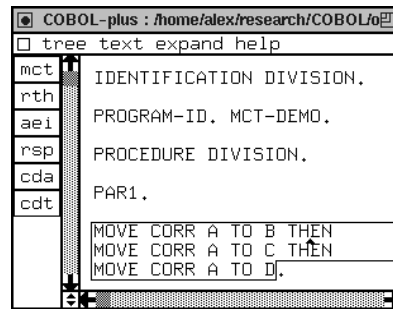 COBOL-plus : /home/alex/research/COBOL/o
tree text expand help
mct
rth
aei
rsp
cda
cdt
IDENTIFICATION DIVISION.
PROGRAM-ID. MCT-DEMO.
PROCEDURE DIVISION.
PAR1.
MOVE CORR A TO B THEN
MOVE CORR A TO C THEN
MOVE CORR A TO D.